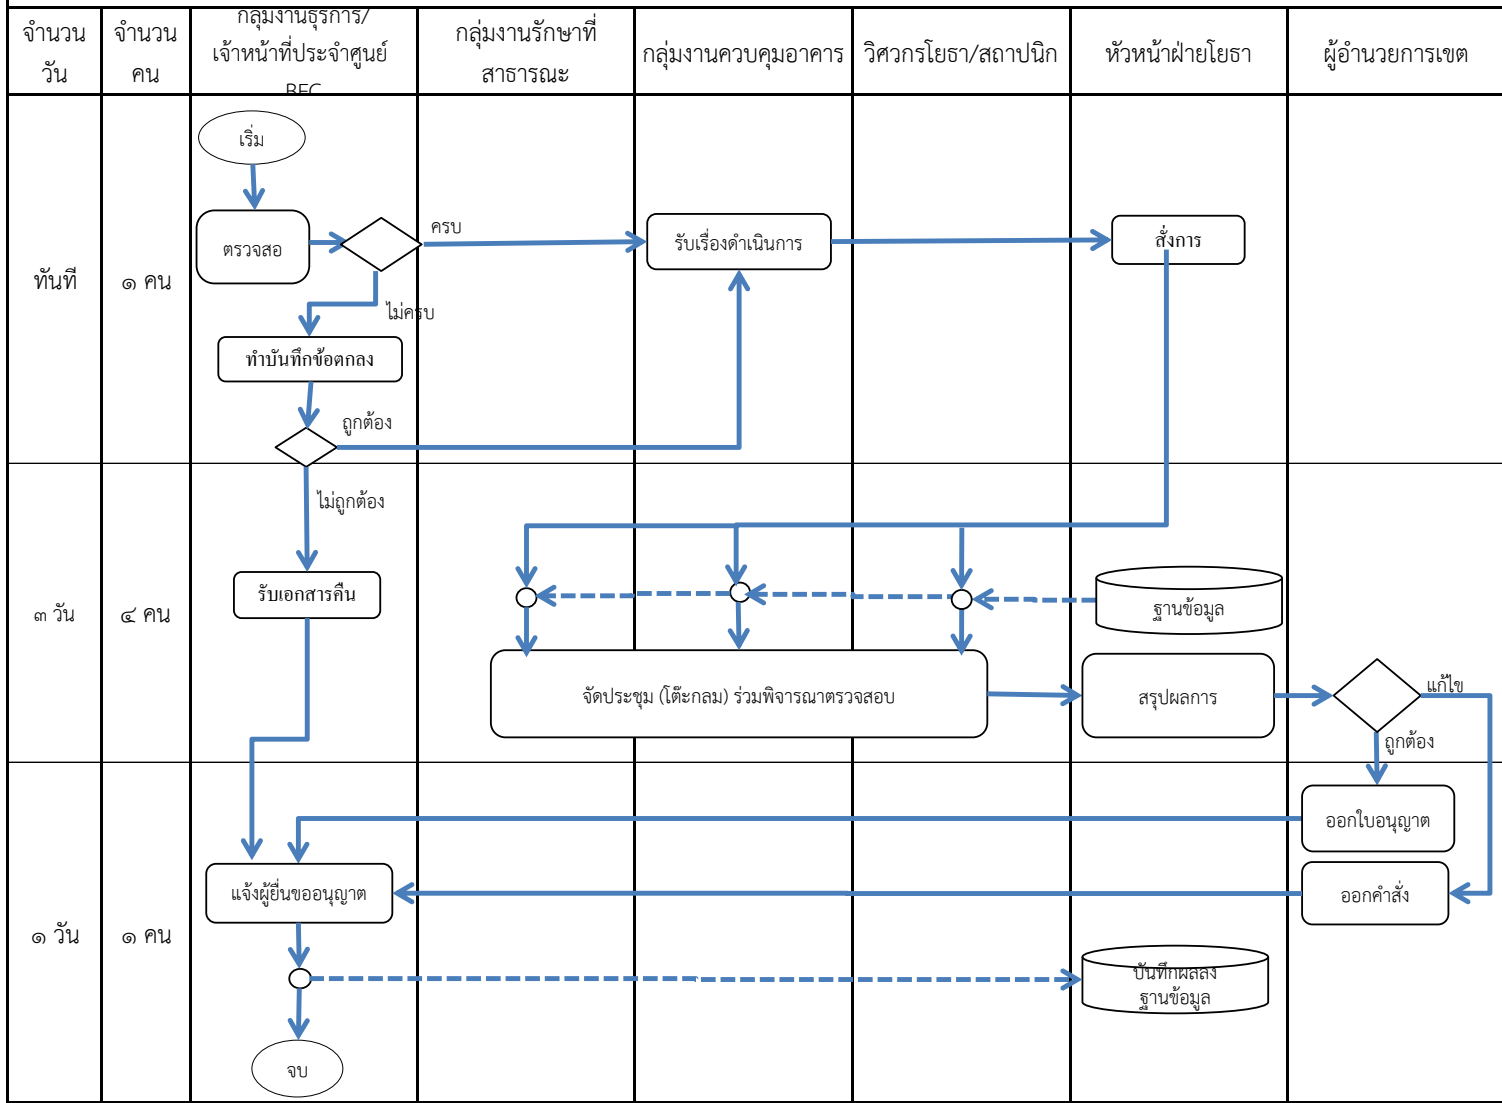 จำนวน
วัน
จำนวน
คน
กลุ่มงานธุรการ/
เจ้าหน้าที่ประจำศูนย์
BFC
กลุ่มงานรักษาที่
สาธารณะ
กลุ่มงานควบคุมอาคาร
วิศวกรโยธา/สถาปนิก
หัวหน้าฝ่ายโยธา
ผู้อำนวยการเขต
ทันที
๑ คน
เริ่ม
ตรวจสอ
ครบ
รับเรื่องดำเนินการ
สั่งการ
ไม่ครบ
ทำบันทึกข้อตกลง
ถูกต้อง
๓ วัน
๔ คน
ไม่ถูกต้อง
รับเอกสารคืน
ฐานข้อมูล
จัดประชุม (โต๊ะกลม) ร่วมพิจารณาตรวจสอบ
สรุปผลการ
แก้ไข
ถูกต้อง
๑ วัน
๑ คน
ออกใบอนุญาต
แจ้งผู้ยื่นขออนุญาต
ออกคำสั่ง
บันทึกผลลง
ฐานข้อมูล
จบ